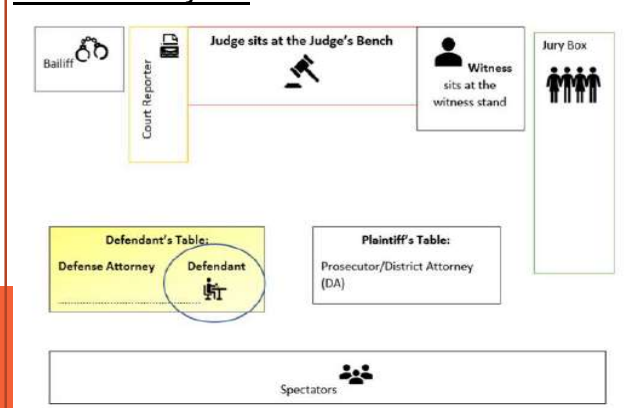 Bailiff
Court Reporter
Judge sits at the Judge's Bench
Witness
sits at the
witness stand
Jury Box
Defendant's Table:
Defense Attorney Defendant
Plaintiff's Table:
Prosecutor/District Attorney
(DA)
Spectators